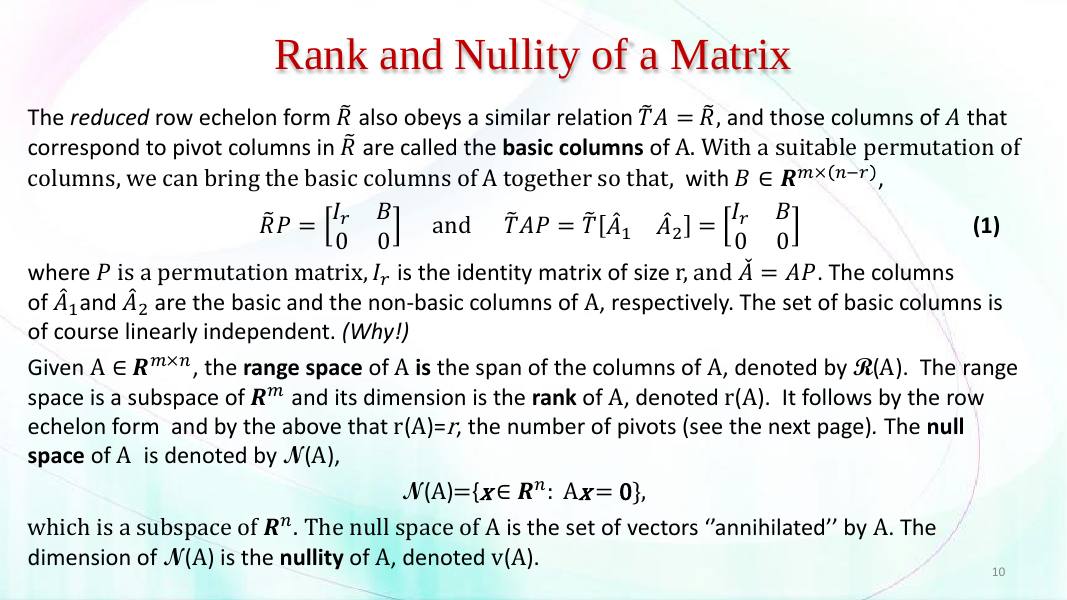 Rank and Nullity of a Matrix
The reduced row echelon form R̃ also obeys a similar relation T̃A = R̃, and those columns of A that
correspond to pivot columns in R̃ are called the basic columns of A. With a suitable permutation of
columns, we can bring the basic columns of A together so that, with B ∈ R^{m×(n−r)},
R̃P = [I_r B; 0 0] and T̃AP = T̃[Â₁ Â₂] = [I_r B; 0 0] (1)
where P is a permutation matrix, I_r is the identity matrix of size r, and Ǎ = AP. The columns
of Â₁and Â₂ are the basic and the non-basic columns of A, respectively. The set of basic columns is
of course linearly independent. (Why!)
Given A ∈ R^{m×n}, the range space of A is the span of the columns of A, denoted by ℛ(A). The range
space is a subspace of R^m and its dimension is the rank of A, denoted r(A). It follows by the row
echelon form and by the above that r(A)=r, the number of pivots (see the next page). The null
space of A is denoted by 𝒩(A),
𝒩(A)={x∈ R^n: Ax= 0},
which is a subspace of R^n. The null space of A is the set of vectors ‘’annihilated’’ by A. The
dimension of 𝒩(A) is the nullity of A, denoted v(A).
10